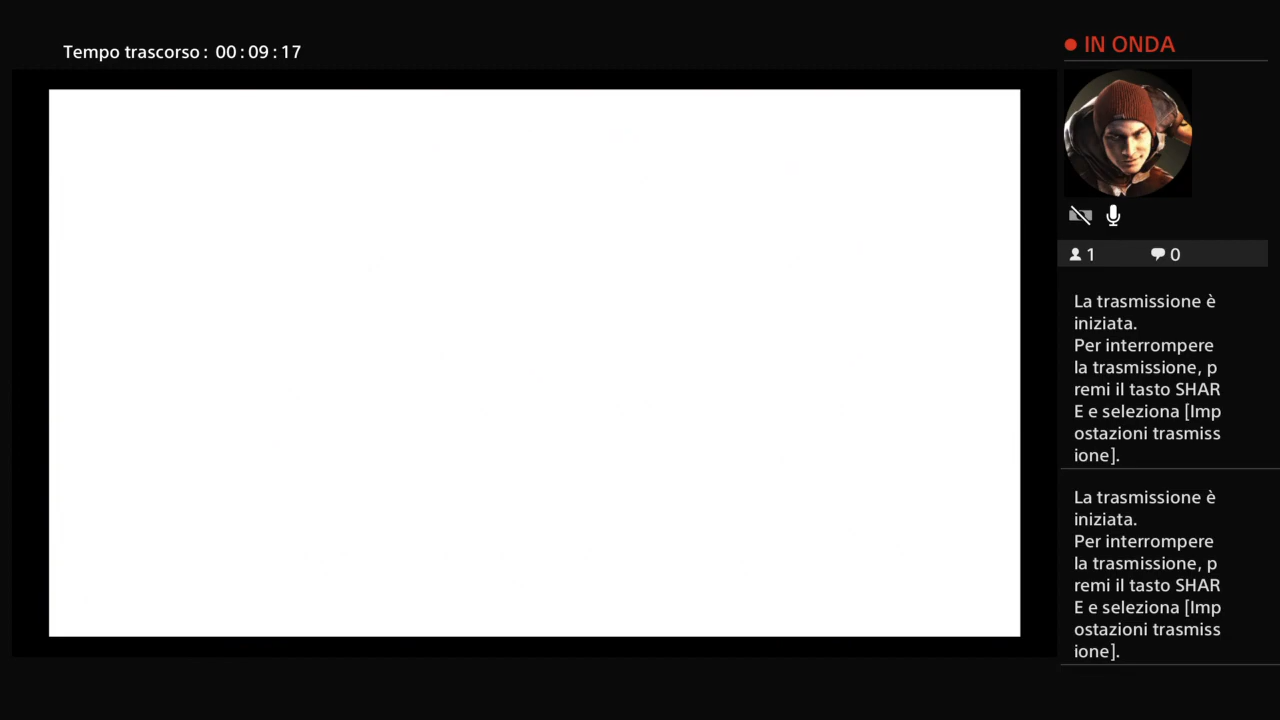 Tempo trascorso : 00 : 09 : 17
IN ONDA
1 0
La trasmissione è
iniziata.
Per interrompere
la trasmissione, p
remi il tasto SHAR
E e seleziona [Imp
ostazioni trasmiss
ione].
La trasmissione è
iniziata.
Per interrompere
la trasmissione, p
remi il tasto SHAR
E e seleziona [Imp
ostazioni trasmiss
ione].